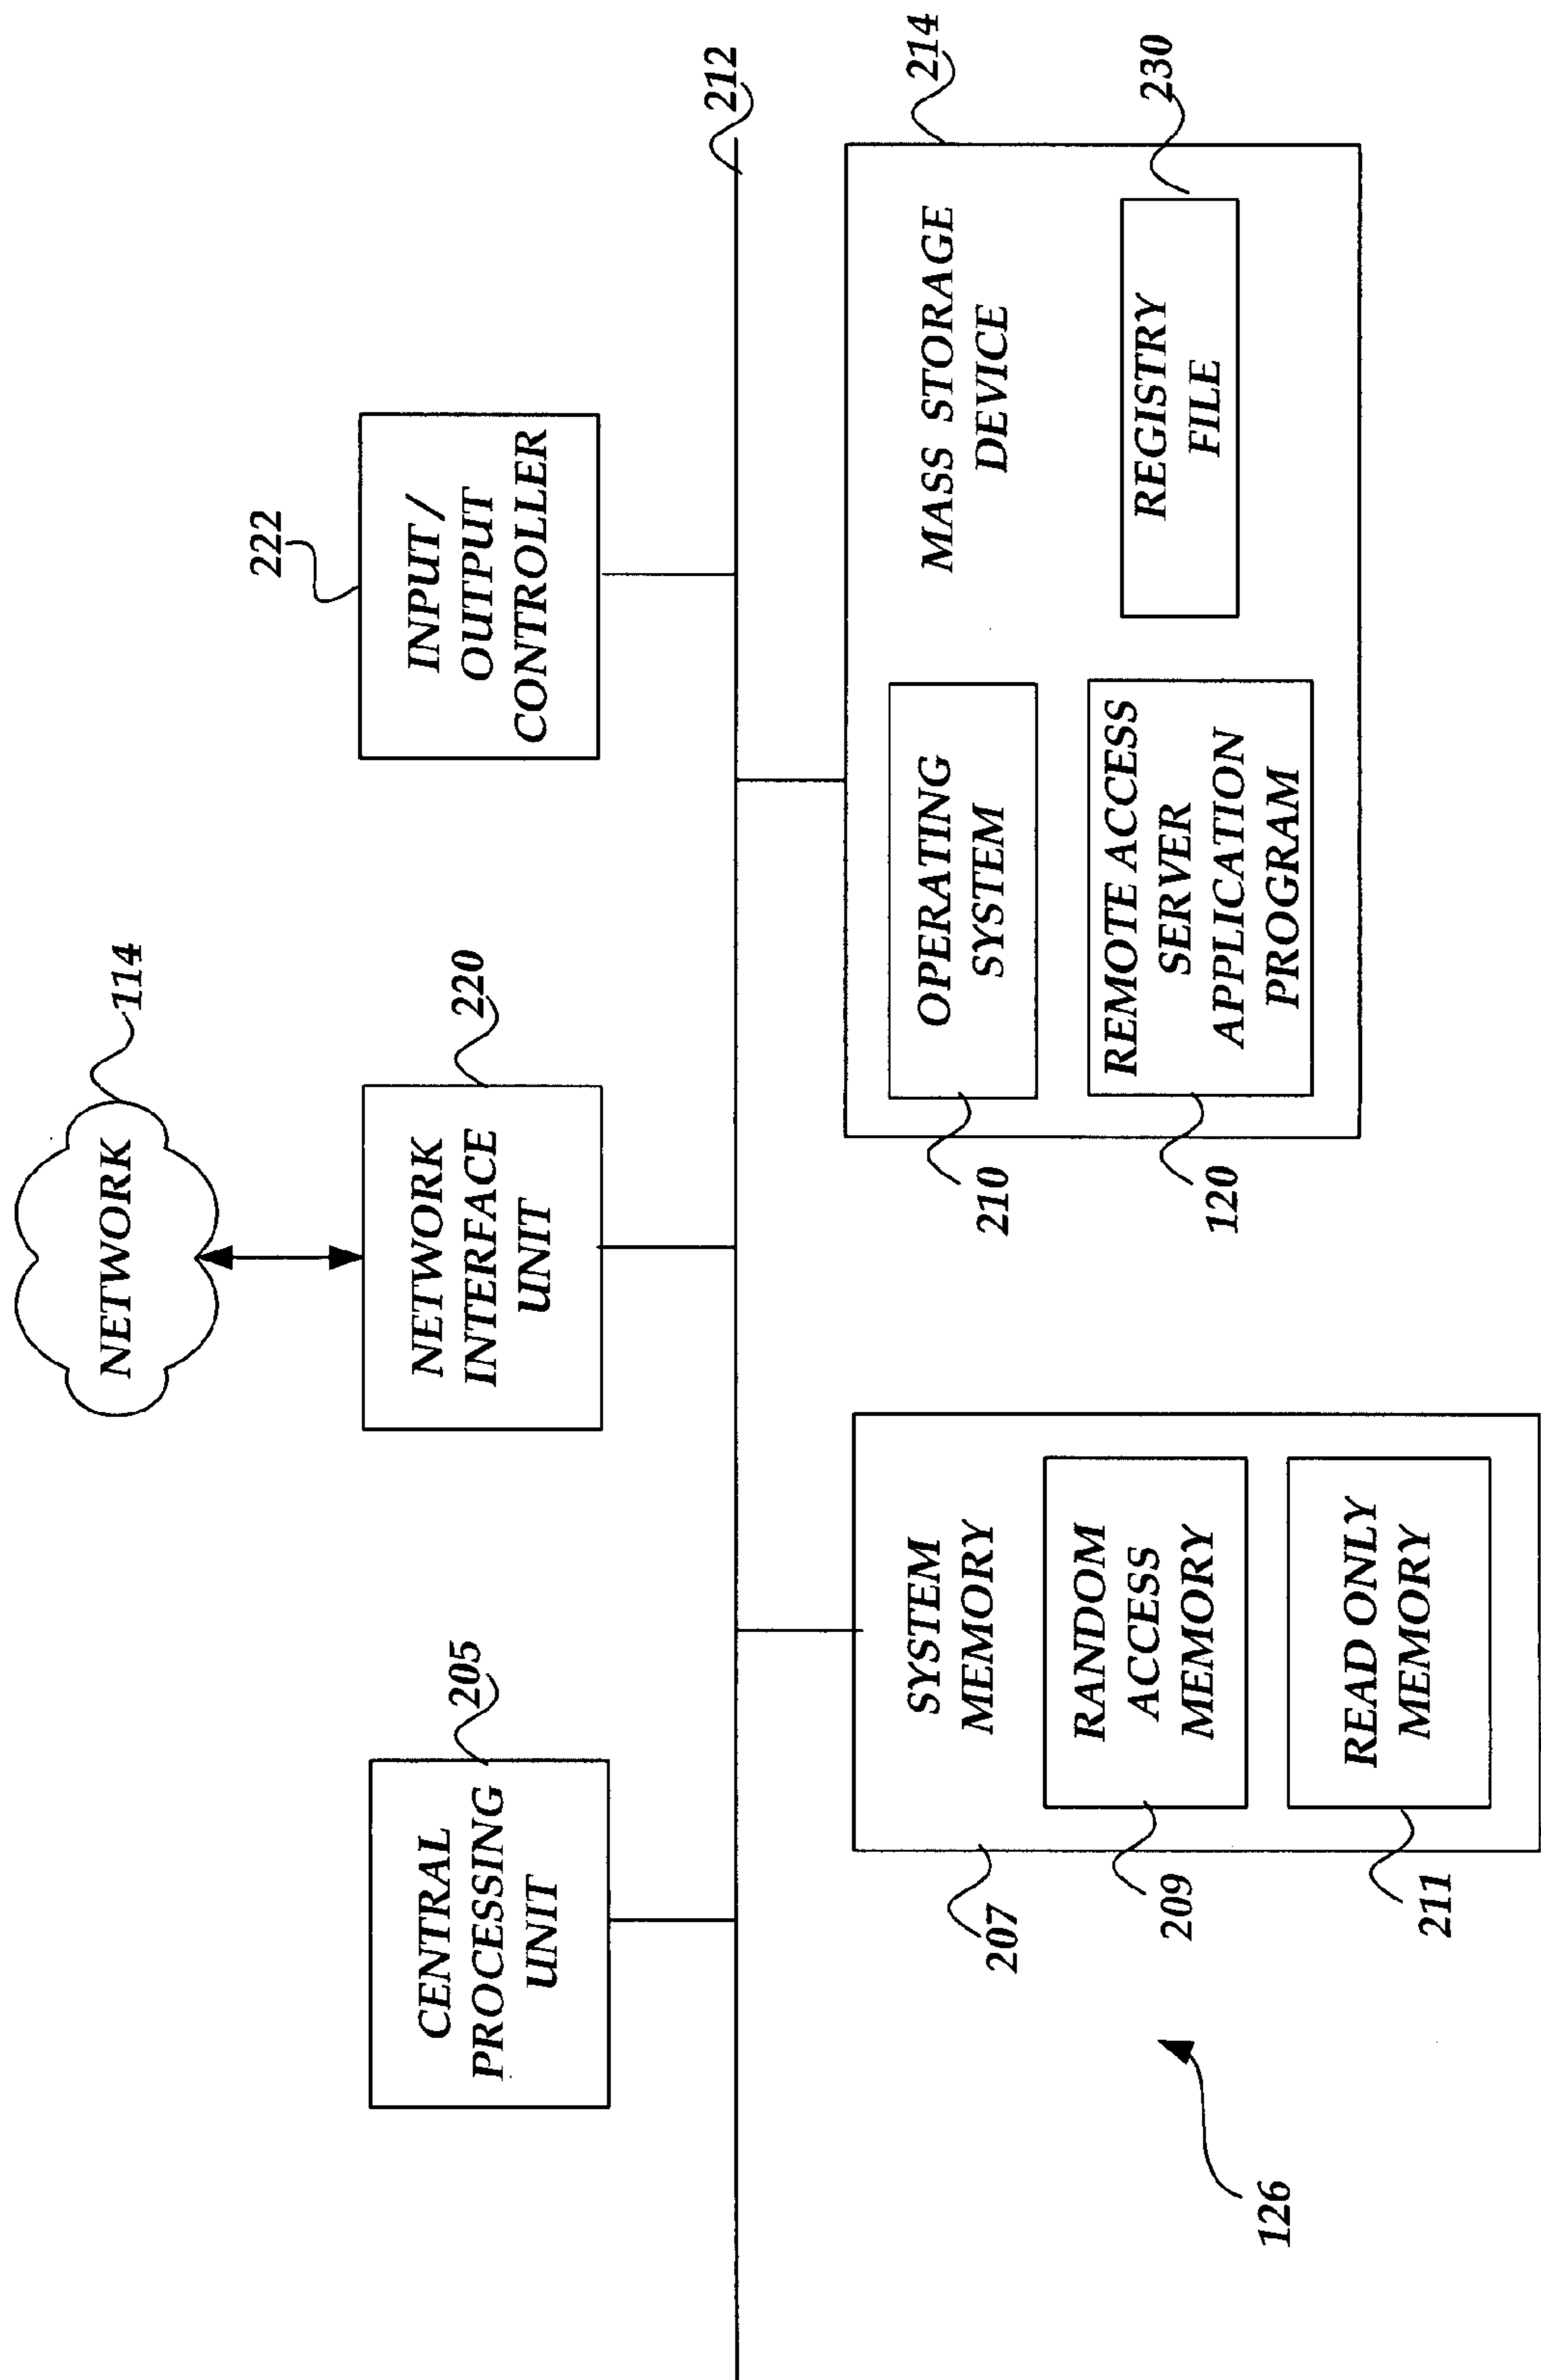 NETWORK
114
CENTRAL
PROCESSING
UNIT
205
NETWORK
INTERFACE
UNIT
220
222
INPUT /
OUTPUT
CONTROLLER
212
SYSTEM
MEMORY
207
RANDOM
ACCESS
MEMORY
209
READ ONLY
MEMORY
211
MASS STORAGE
DEVICE
214
OPERATING
SYSTEM
210
REMOTE ACCESS
SERVER
APPLICATION
PROGRAM
120
REGISTRY
FILE
230
126